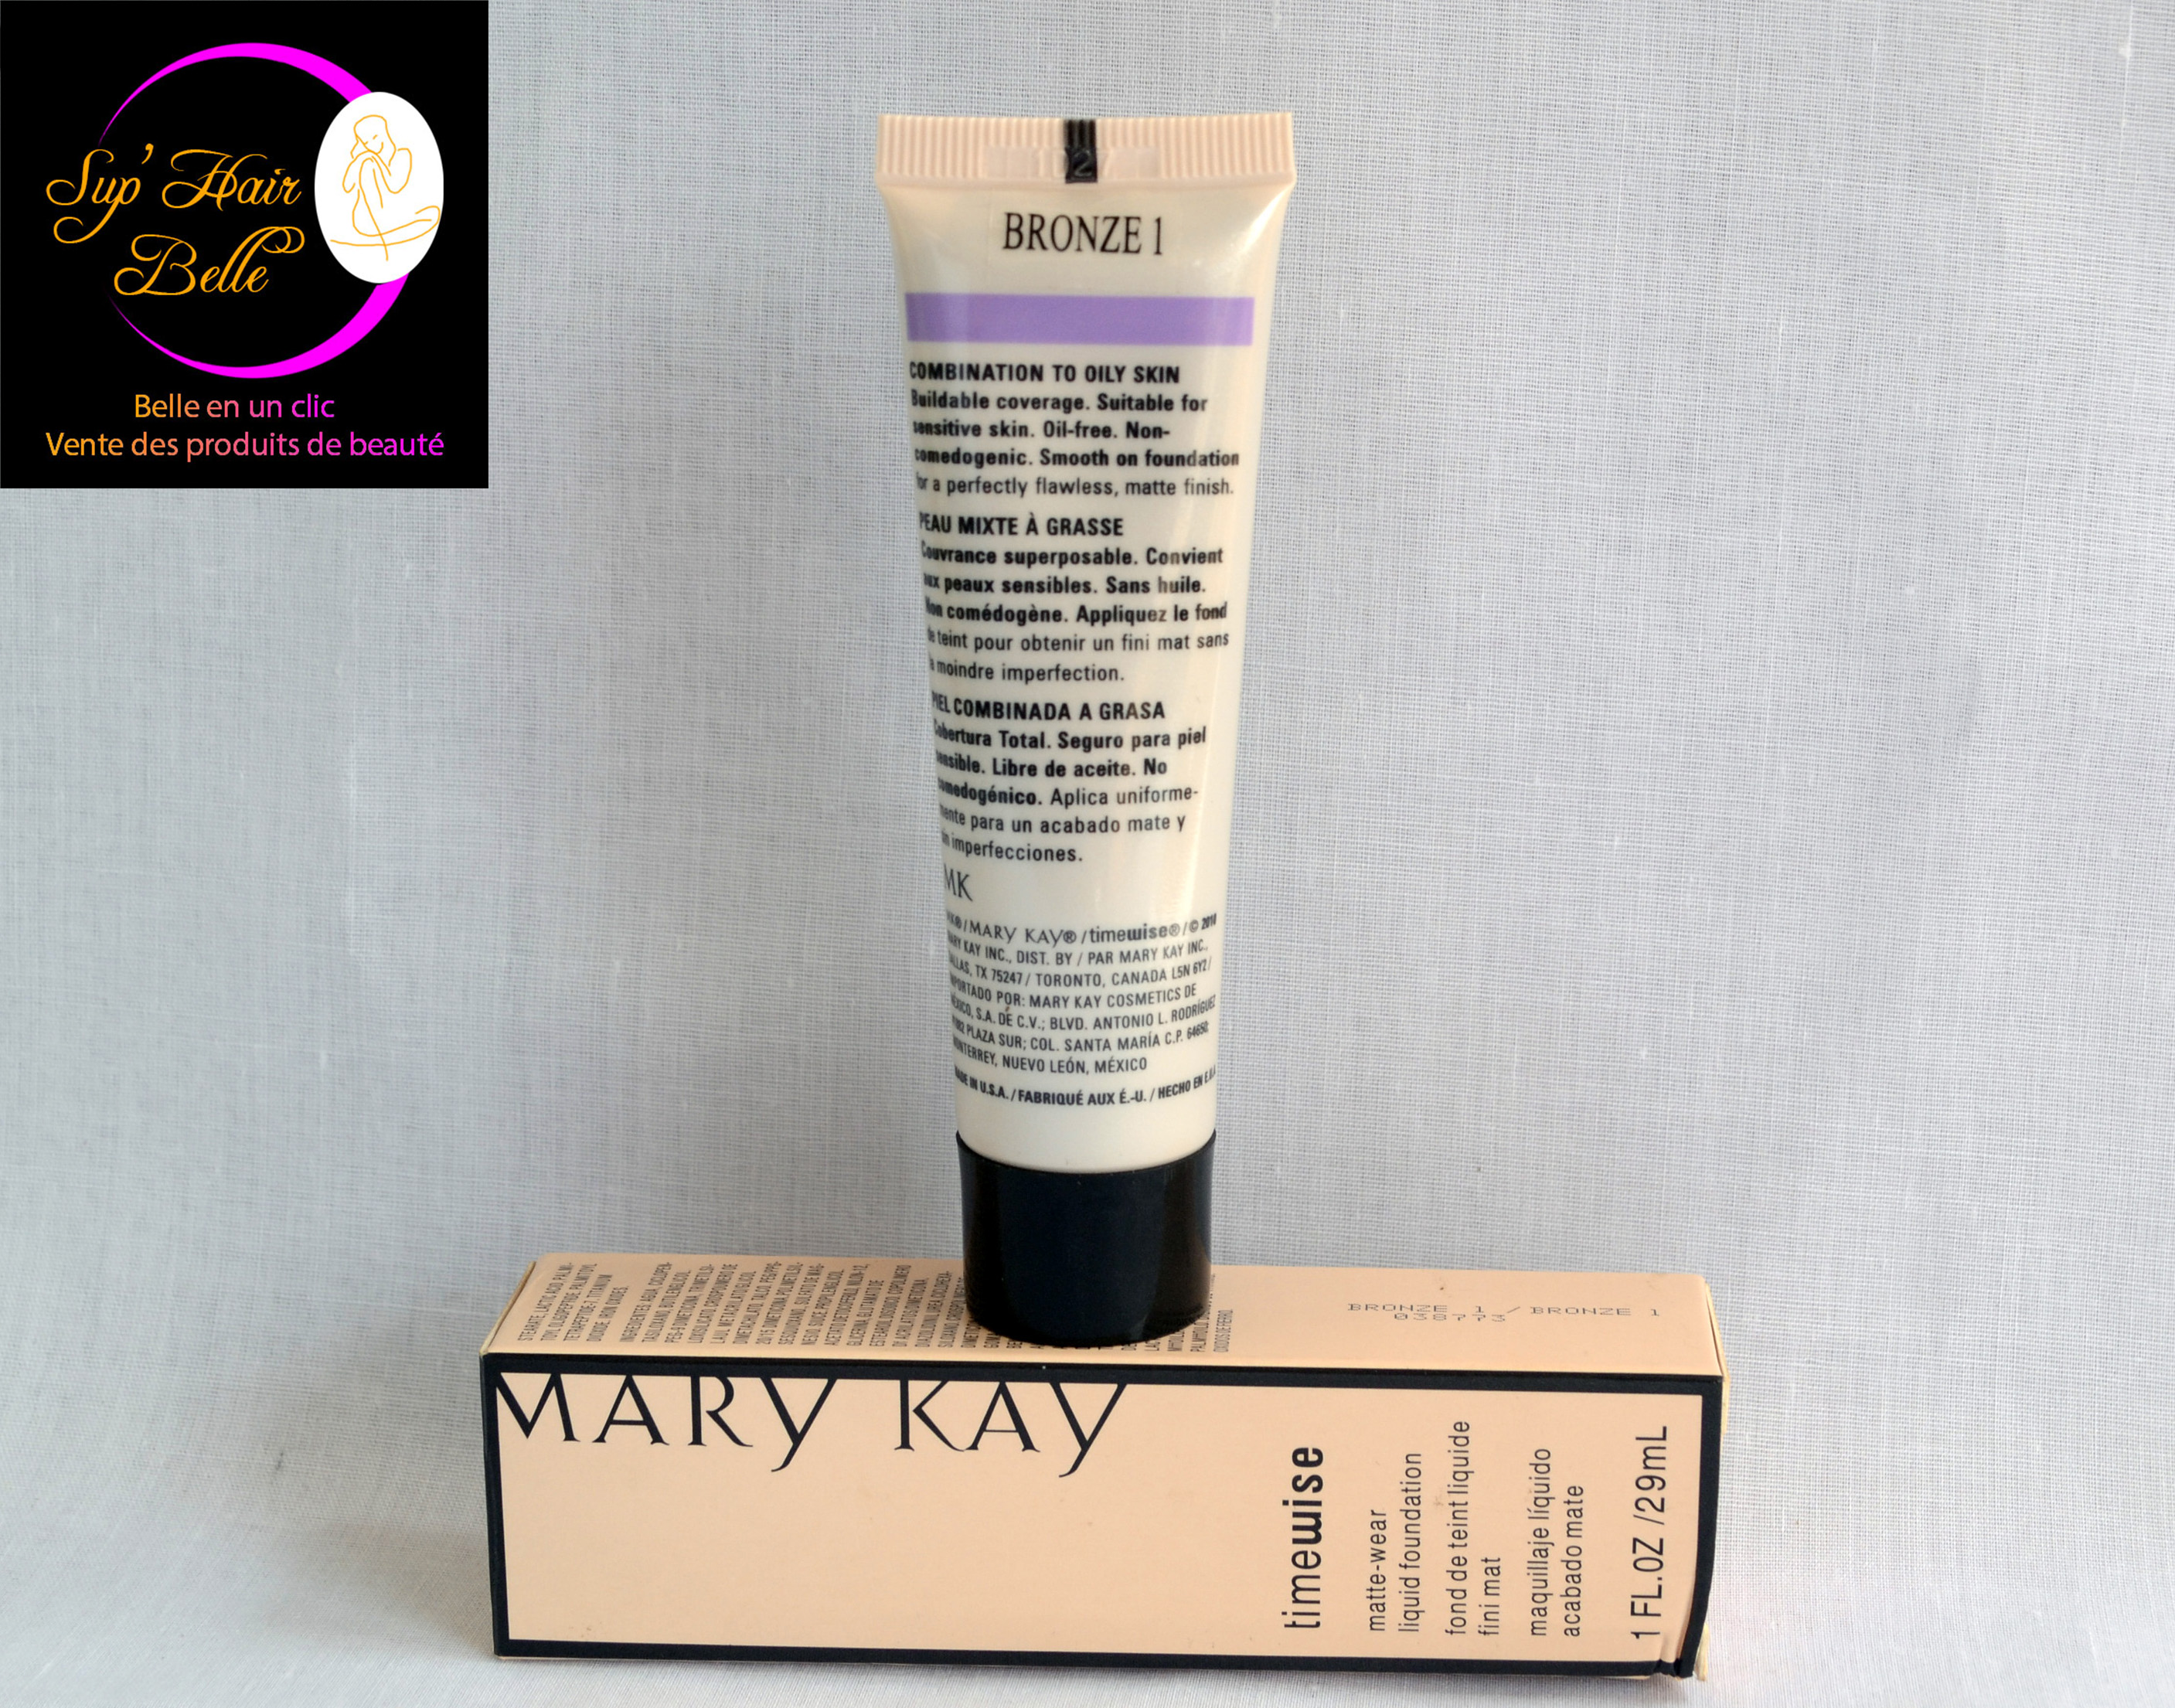 Sup' Hair
Belle
Belle en un clic
Vente des produits de beauté
2
BRONZE 1
COMBINATION TO OILY SKIN
Buildable coverage. Suitable for
sensitive skin. Oil-free. Non-
comedogenic. Smooth on foundation
for a perfectly flawless, matte finish.
PEAU MIXTE À GRASSE
Couvrance superposable. Convient
aux peaux sensibles. Sans huile.
Non comédogène. Appliquez le fond
de teint pour obtenir un fini mat sans
la moindre imperfection.
PIEL COMBINADA A GRASA
Cobertura Total. Seguro para piel
sensible. Libre de aceite. No
comedogénico. Aplica uniforme-
mente para un acabado mate y
sin imperfecciones.
MK
MARY KAY® / timewise® / ©
MARY KAY INC., DIST. BY / PAR MARY KAY INC.,
DALLAS, TX 75247 / TORONTO, CANADA L5N 6Y2 /
IMPORTADO POR: MARY KAY COSMETICS DE
MÉXICO, S.A. DE C.V.; BLVD. ANTONIO L. RODRÍGUEZ
PLAZA SUR; COL. SANTA MARÍA C.P. 64650;
MONTERREY, NUEVO LEÓN, MÉXICO
MADE IN U.S.A. / FABRIQUÉ AUX É.-U. / HECHO EN E.U.A.
BRONZE 1 / BRONZE 1
MARY KAY
timewise
matte-wear
liquid foundation
fond de teint liquide
fini mat
maquillaje líquido
acabado mate
1 FL.OZ /29mL